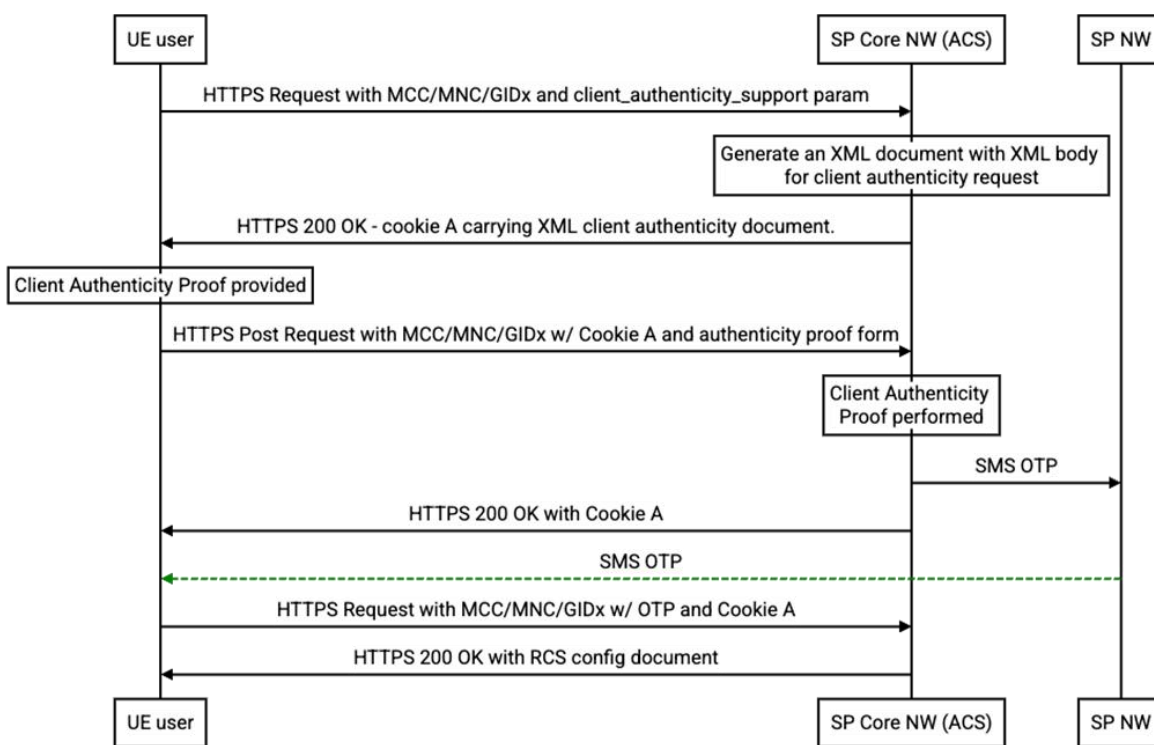 UE user
SP Core NW (ACS)
SP NW
HTTPS Request with MCC/MNC/GIDx and client_authenticity_support param
Generate an XML document with XML body
for client authenticity request
HTTPS 200 OK - cookie A carrying XML client authenticity document.
Client Authenticity Proof provided
HTTPS Post Request with MCC/MNC/GIDx w/ Cookie A and authenticity proof form
Client Authenticity
Proof performed
SMS OTP
HTTPS 200 OK with Cookie A
SMS OTP
HTTPS Request with MCC/MNC/GIDx w/ OTP and Cookie A
HTTPS 200 OK with RCS config document
UE user
SP Core NW (ACS)
SP NW